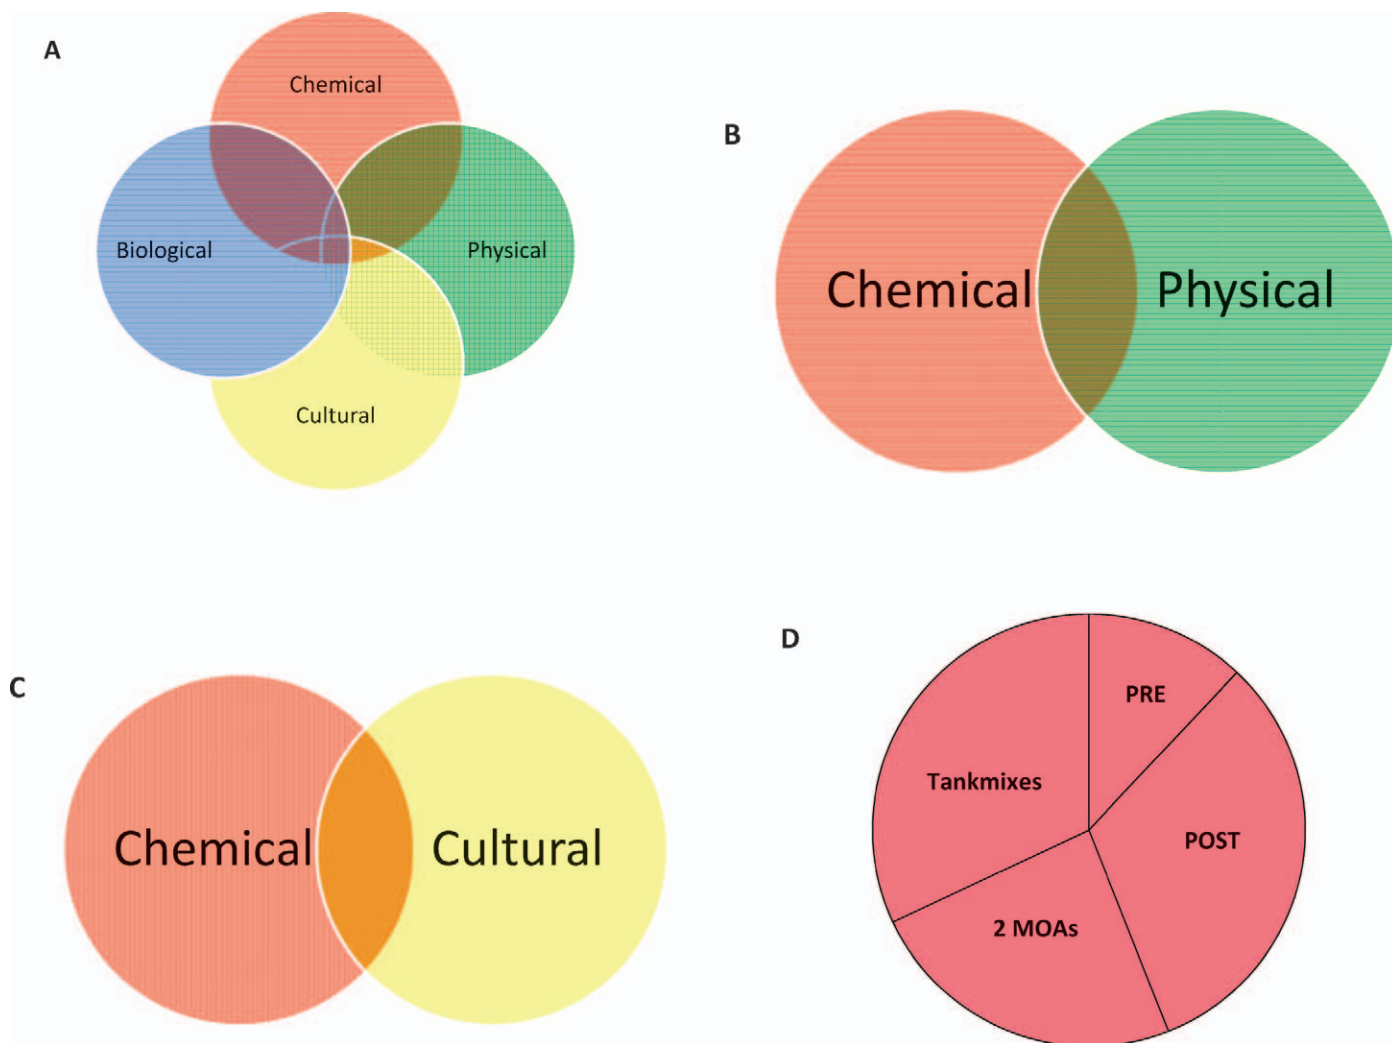 A
Chemical
Biological
Physical
Cultural
B
Chemical
Physical
C
Chemical
Cultural
D
PRE
Tankmixes
POST
2 MOAs